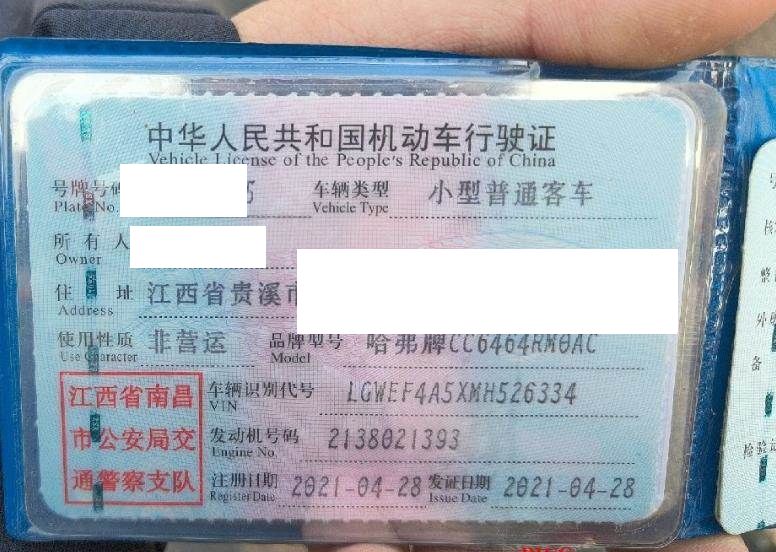 中华人民共和国机动车行驶证
Vehicle License of the People's Republic of China
号牌号码 车辆类型 小型普通客车
Plate No. Vehicle Type
所有人
Owner
住址 江西省贵溪市
Address
使用性质 非营运 品牌型号 哈弗牌CC6464RM0AC
Use Character Model
江西省南昌 车辆识别代号 LGWEF4A5XMH526334
VIN
市公安局交 发动机号码 2138021393
Engine No.
通警察支队 注册日期 2021-04-28 发证日期 2021-04-28
Register Date Issue Date